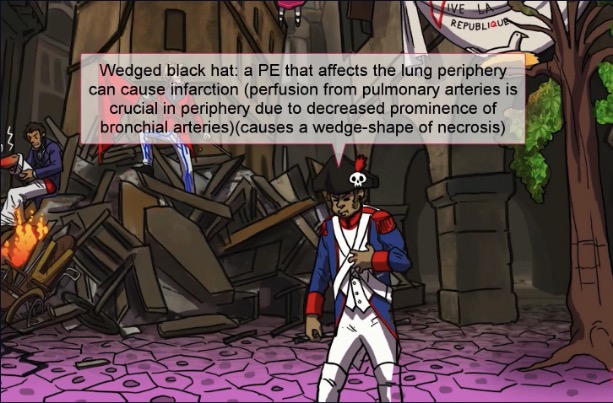 VIVE LA
REPUBLIQUE
Wedged black hat: a PE that affects the lung periphery
can cause infarction (perfusion from pulmonary arteries is
crucial in periphery due to decreased prominence of
bronchial arteries)(causes a wedge-shape of necrosis)